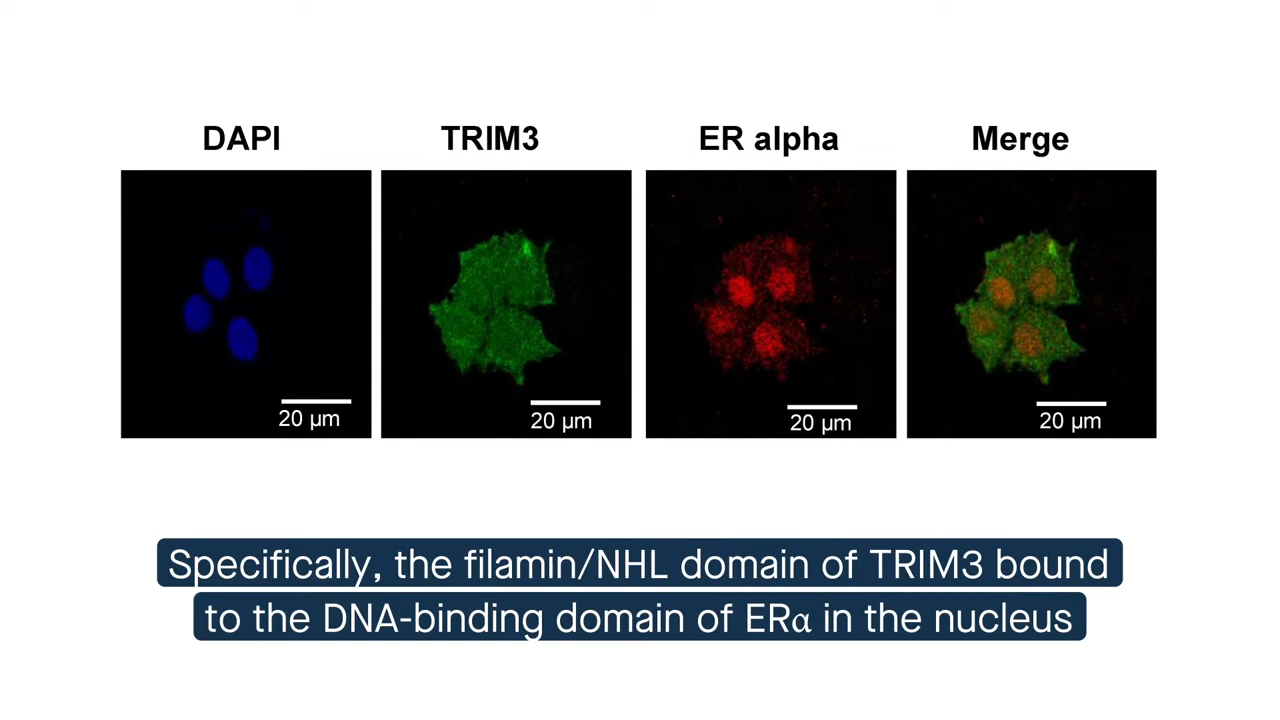 DAPI TRIM3 ER alpha Merge
20 µm 20 µm 20 µm 20 µm
Specifically, the filamin/NHL domain of TRIM3 bound
to the DNA-binding domain of ERα in the nucleus